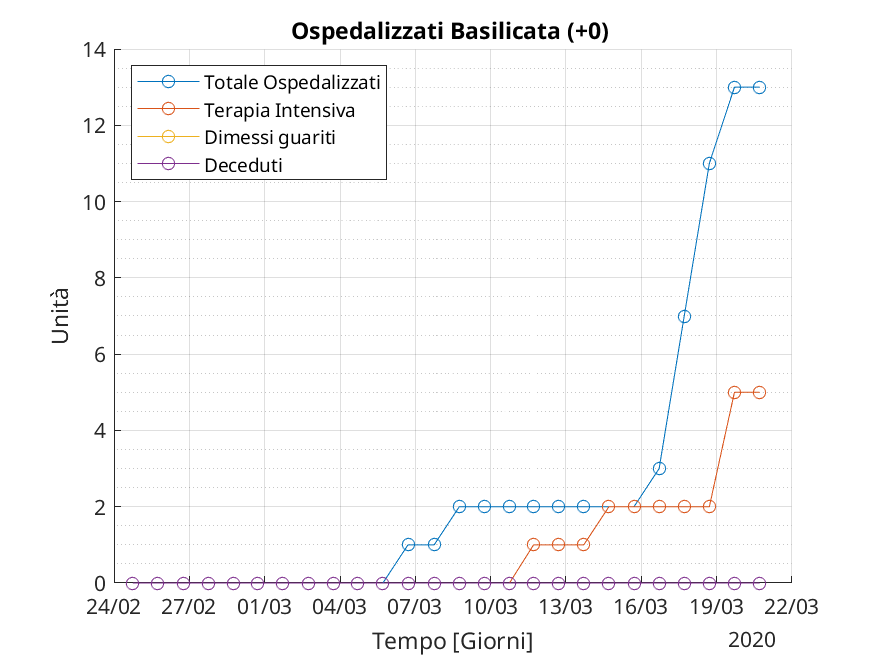 Ospedalizzati Basilicata (+0)
14
12
10
8
6
4
2
0
Unità
Totale Ospedalizzati
Terapia Intensiva
Dimessi guariti
Deceduti
24/02 27/02 01/03 04/03 07/03 10/03 13/03 16/03 19/03 22/03
Tempo [Giorni]
2020